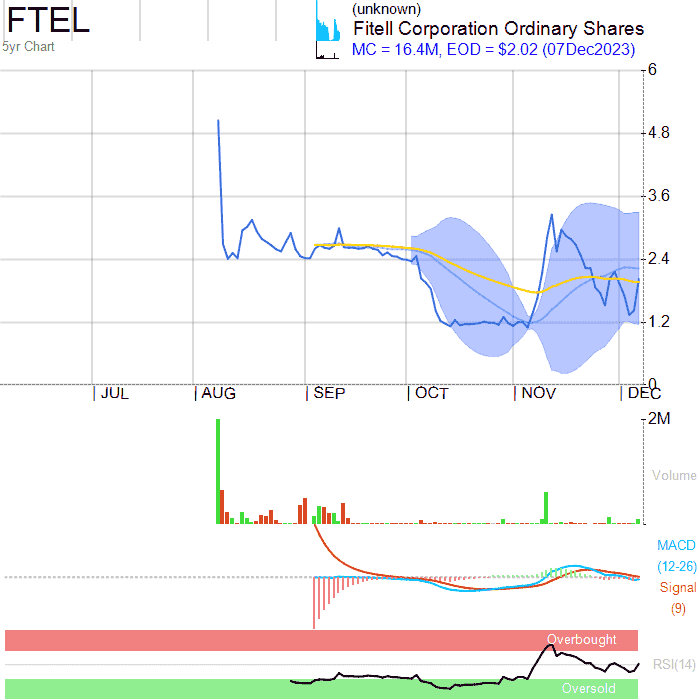 FTEL
5yr Chart
(unknown)
Fitell Corporation Ordinary Shares
MC = 16.4M, EOD = $2.02 (07Dec2023)
6
4.8
3.6
2.4
1.2
0
JUL AUG SEP OCT NOV DEC
2M
Volume
MACD
(12-26)
Signal
(9)
Overbought
RSI(14)
Oversold